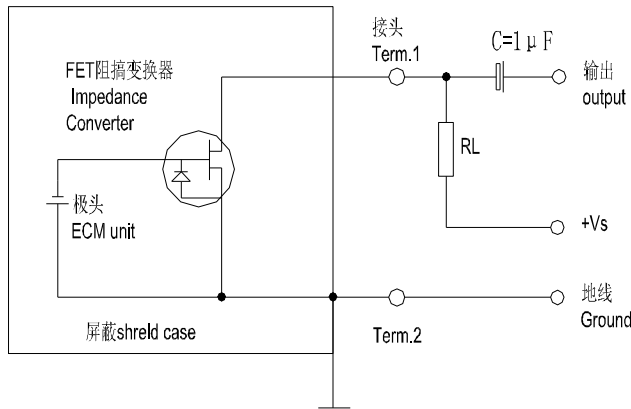 FET阻搞变换器
Impedance
Converter
接头
Term.1
C=1μF
输出
output
RL
极头
ECM unit
+Vs
地线
Ground
屏蔽shreld case
Term.2